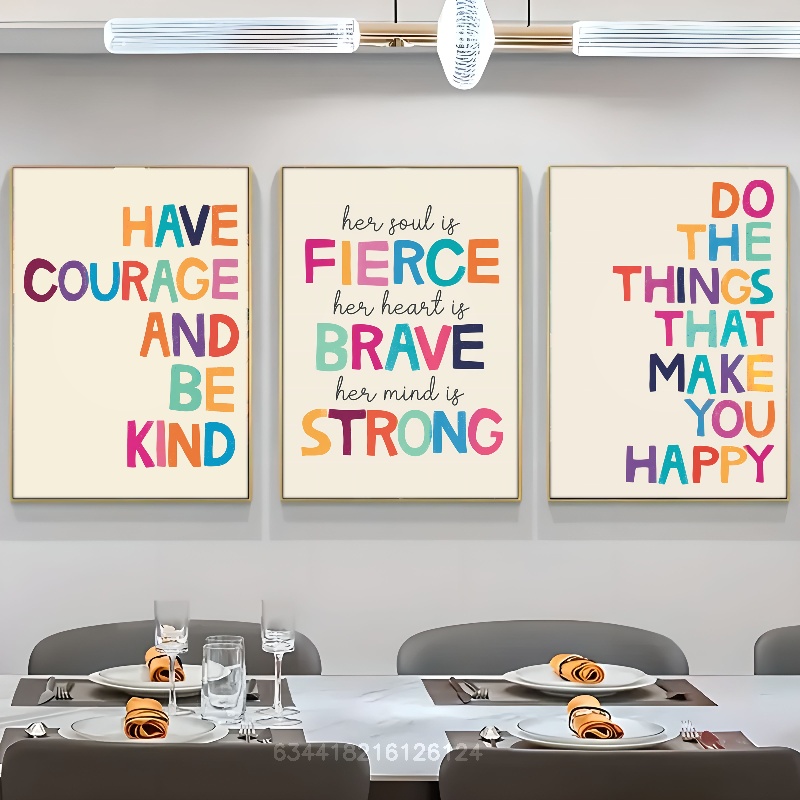 HAVE
COURAGE
AND
BE
KIND
her soul is
FIERCE
her heart is
BRAVE
her mind is
STRONG
DO
THE
THINGS
THAT
MAKE
YOU
HAPPY
634418216126124